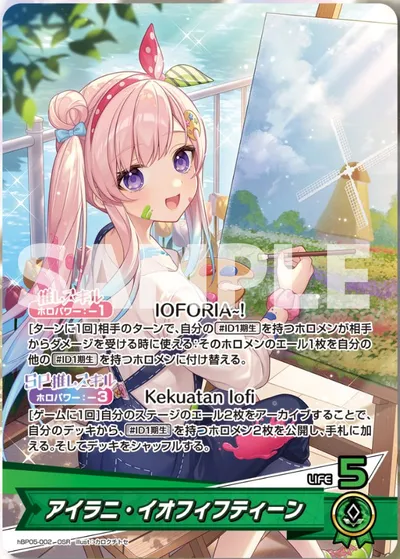 SAMPLE
推しスキル
ホロパワー：－1
IOFORIA~!
[ターンに1回]相手のターンで、自分の #ID1期生 を持つホロメンが相手
からダメージを受ける時に使える：そのホロメンのエール1枚を自分の
他の #ID1期生 を持つホロメンに付け替える。
SP推しスキル
ホロパワー：－3
Kekuatan Iofi
[ゲームに1回]自分のステージのエール2枚をアーカイブすることで、
自分のデッキから、#ID1期生 を持つホロメン2枚を公開し、手札に加
える。そしてデッキをシャッフルする。
LIFE 5
アイラニ・イオフィフティーン
hBP05-002 OSR illust:カロクチトセ